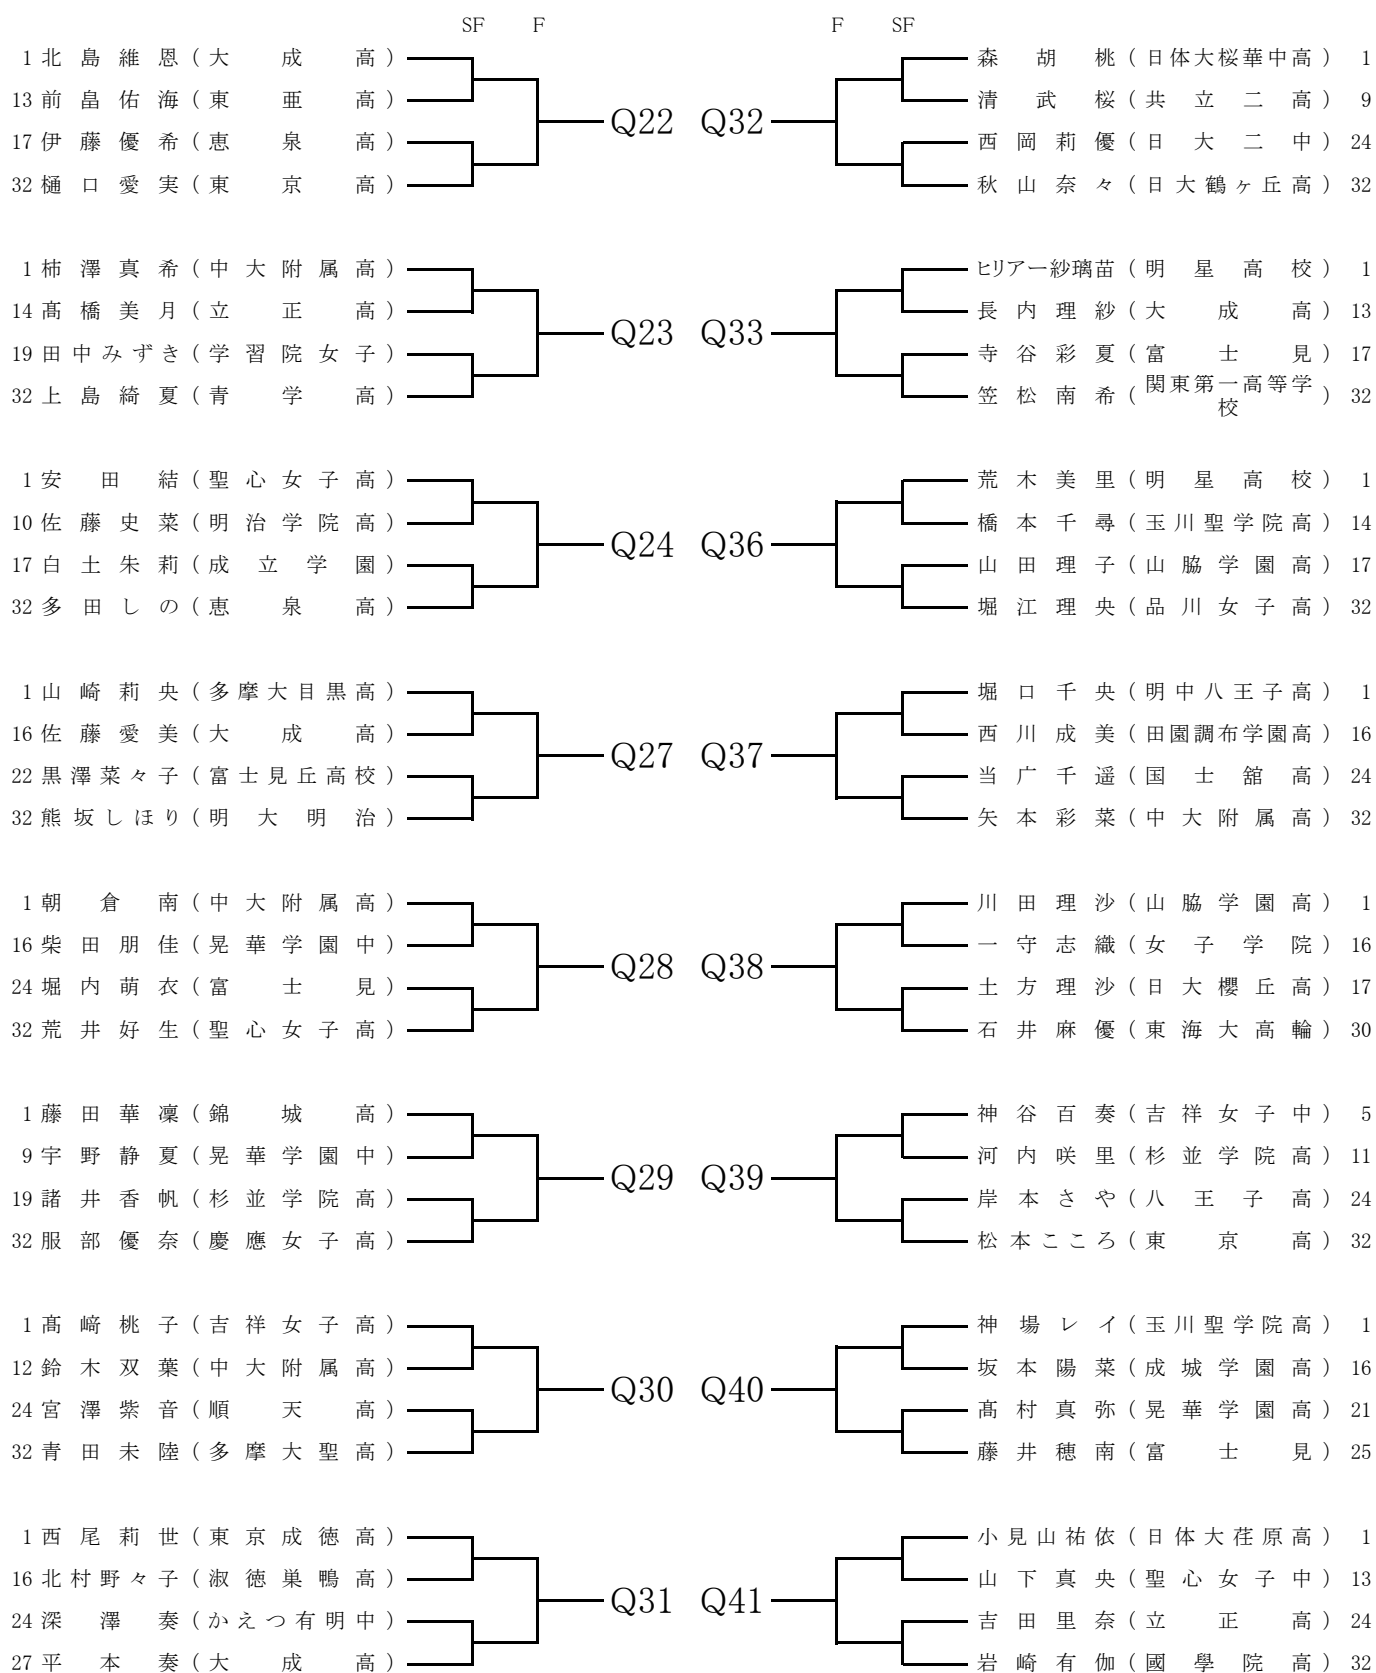 SF F F SF
1 北島維恩(大成高) 森胡桃(日体大桜華中高) 1
13 前畠佑海(東亜高) 清武桜(共立二高) 9
Q22 Q32
17 伊藤優希(恵泉高) 西岡莉優(日大二中) 24
32 樋口愛実(東京高) 秋山奈々(日大鶴ヶ丘高) 32
1 柿澤真希(中大附属高) ヒリアー紗璃苗(明星高校) 1
14 髙橋美月(立正高) 長内理紗(大成高) 13
Q23 Q33
19 田中みずき(学習院女子) 寺谷彩夏(富士見) 17
32 上島綺夏(青学高) 笠松南希(関東第一高等学校) 32
1 安田結(聖心女子高) 荒木美里(明星高校) 1
10 佐藤史菜(明治学院高) 橋本千尋(玉川聖学院高) 14
Q24 Q36
17 白土朱莉(成立学園) 山田理子(山脇学園高) 17
32 多田しの(恵泉高) 堀江理央(品川女子高) 32
1 山崎莉央(多摩大目黒高) 堀口千央(明中八王子高) 1
16 佐藤愛美(大成高) 西川成美(田園調布学園高) 16
Q27 Q37
22 黒澤菜々子(富士見丘高校) 当广千遥(国士舘高) 24
32 熊坂しほり(明大明治) 矢本彩菜(中大附属高) 32
1 朝倉南(中大附属高) 川田理沙(山脇学園高) 1
16 柴田朋佳(晃華学園中) 一守志織(女子学院) 16
Q28 Q38
24 堀内萌衣(富士見) 土方理沙(日大櫻丘高) 17
32 荒井好生(聖心女子高) 石井麻優(東海大高輪) 30
1 藤田華凜(錦城高) 神谷百奏(吉祥女子中) 5
9 宇野静夏(晃華学園中) 河内咲里(杉並学院高) 11
Q29 Q39
19 諸井香帆(杉並学院高) 岸本さや(八王子高) 24
32 服部優奈(慶應女子高) 松本こころ(東京高) 32
1 髙﨑桃子(吉祥女子高) 神場レイ(玉川聖学院高) 1
12 鈴木双葉(中大附属高) 坂本陽菜(成城学園高) 16
Q30 Q40
24 宮澤紫音(順天高) 髙村真弥(晃華学園高) 21
32 青田未陸(多摩大聖高) 藤井穂南(富士見) 25
1 西尾莉世(東京成徳高) 小見山祐依(日体大荏原高) 1
16 北村野々子(淑徳巣鴨高) 山下真央(聖心女子中) 13
Q31 Q41
24 深澤奏(かえつ有明中) 吉田里奈(立正高) 24
27 平本奏(大成高) 岩崎有伽(國學院高) 32